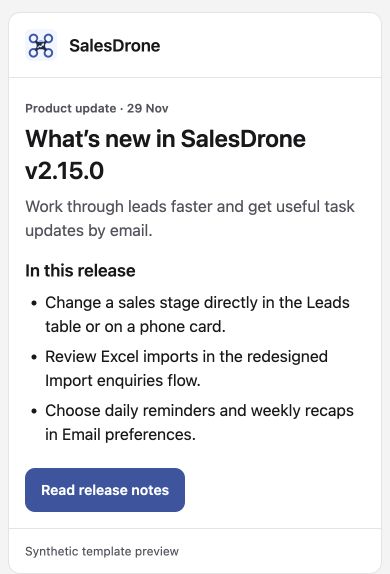 SalesDrone
Product update · 29 Nov
What’s new in SalesDrone
v2.15.0
Work through leads faster and get useful task
updates by email.
In this release
• Change a sales stage directly in the Leads
table or on a phone card.
• Review Excel imports in the redesigned
Import enquiries flow.
• Choose daily reminders and weekly recaps
in Email preferences.
Read release notes
Synthetic template preview